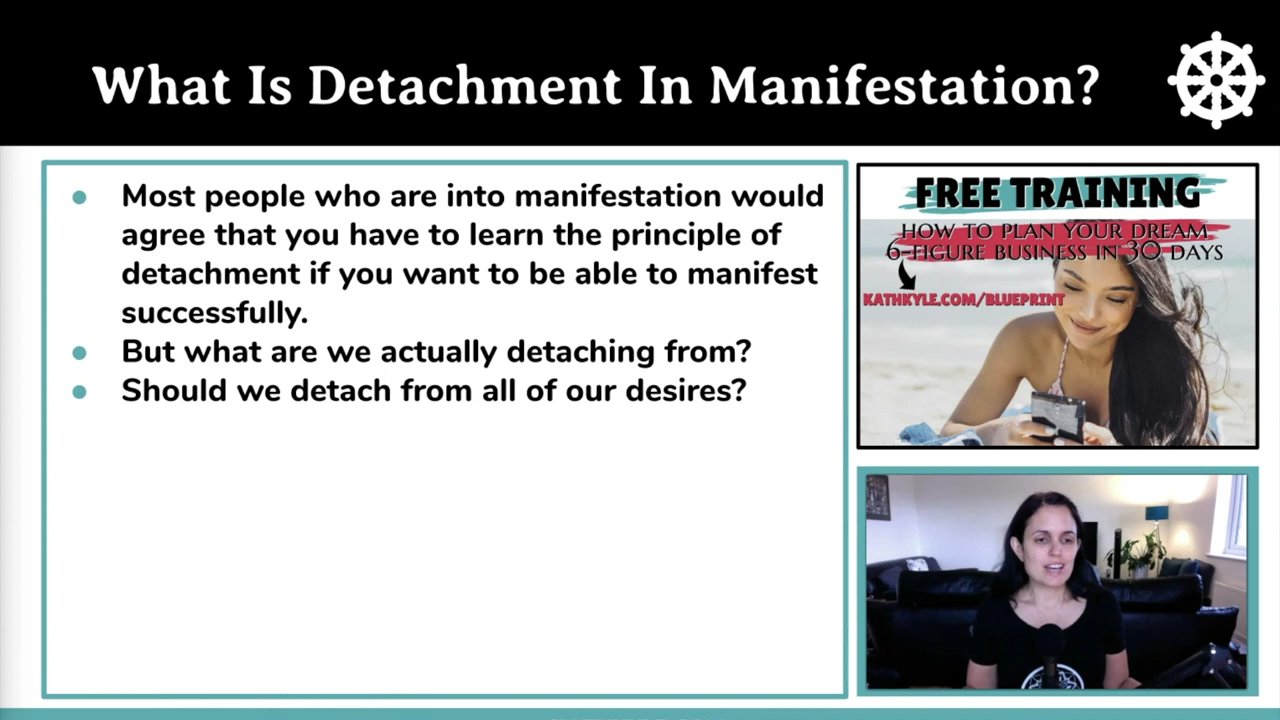 What Is Detachment In Manifestation?
Most people who are into manifestation would
agree that you have to learn the principle of
detachment if you want to be able to manifest
successfully.
But what are we actually detaching from?
Should we detach from all of our desires?
FREE TRAINING
HOW TO PLAN YOUR DREAM
6-FIGURE BUSINESS IN 30 DAYS
KATHKYLE.COM/BLUEPRINT